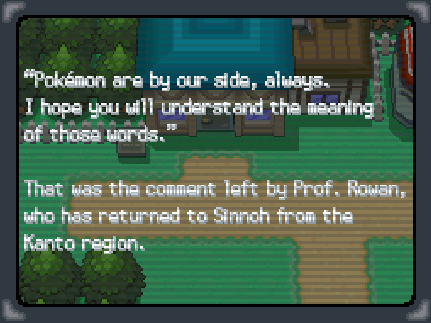 “Pokémon are by our side, always.
I hope you will understand the meaning
of those words.”
That was the comment left by Prof. Rowan,
who has returned to Sinnoh from the
Kanto region.